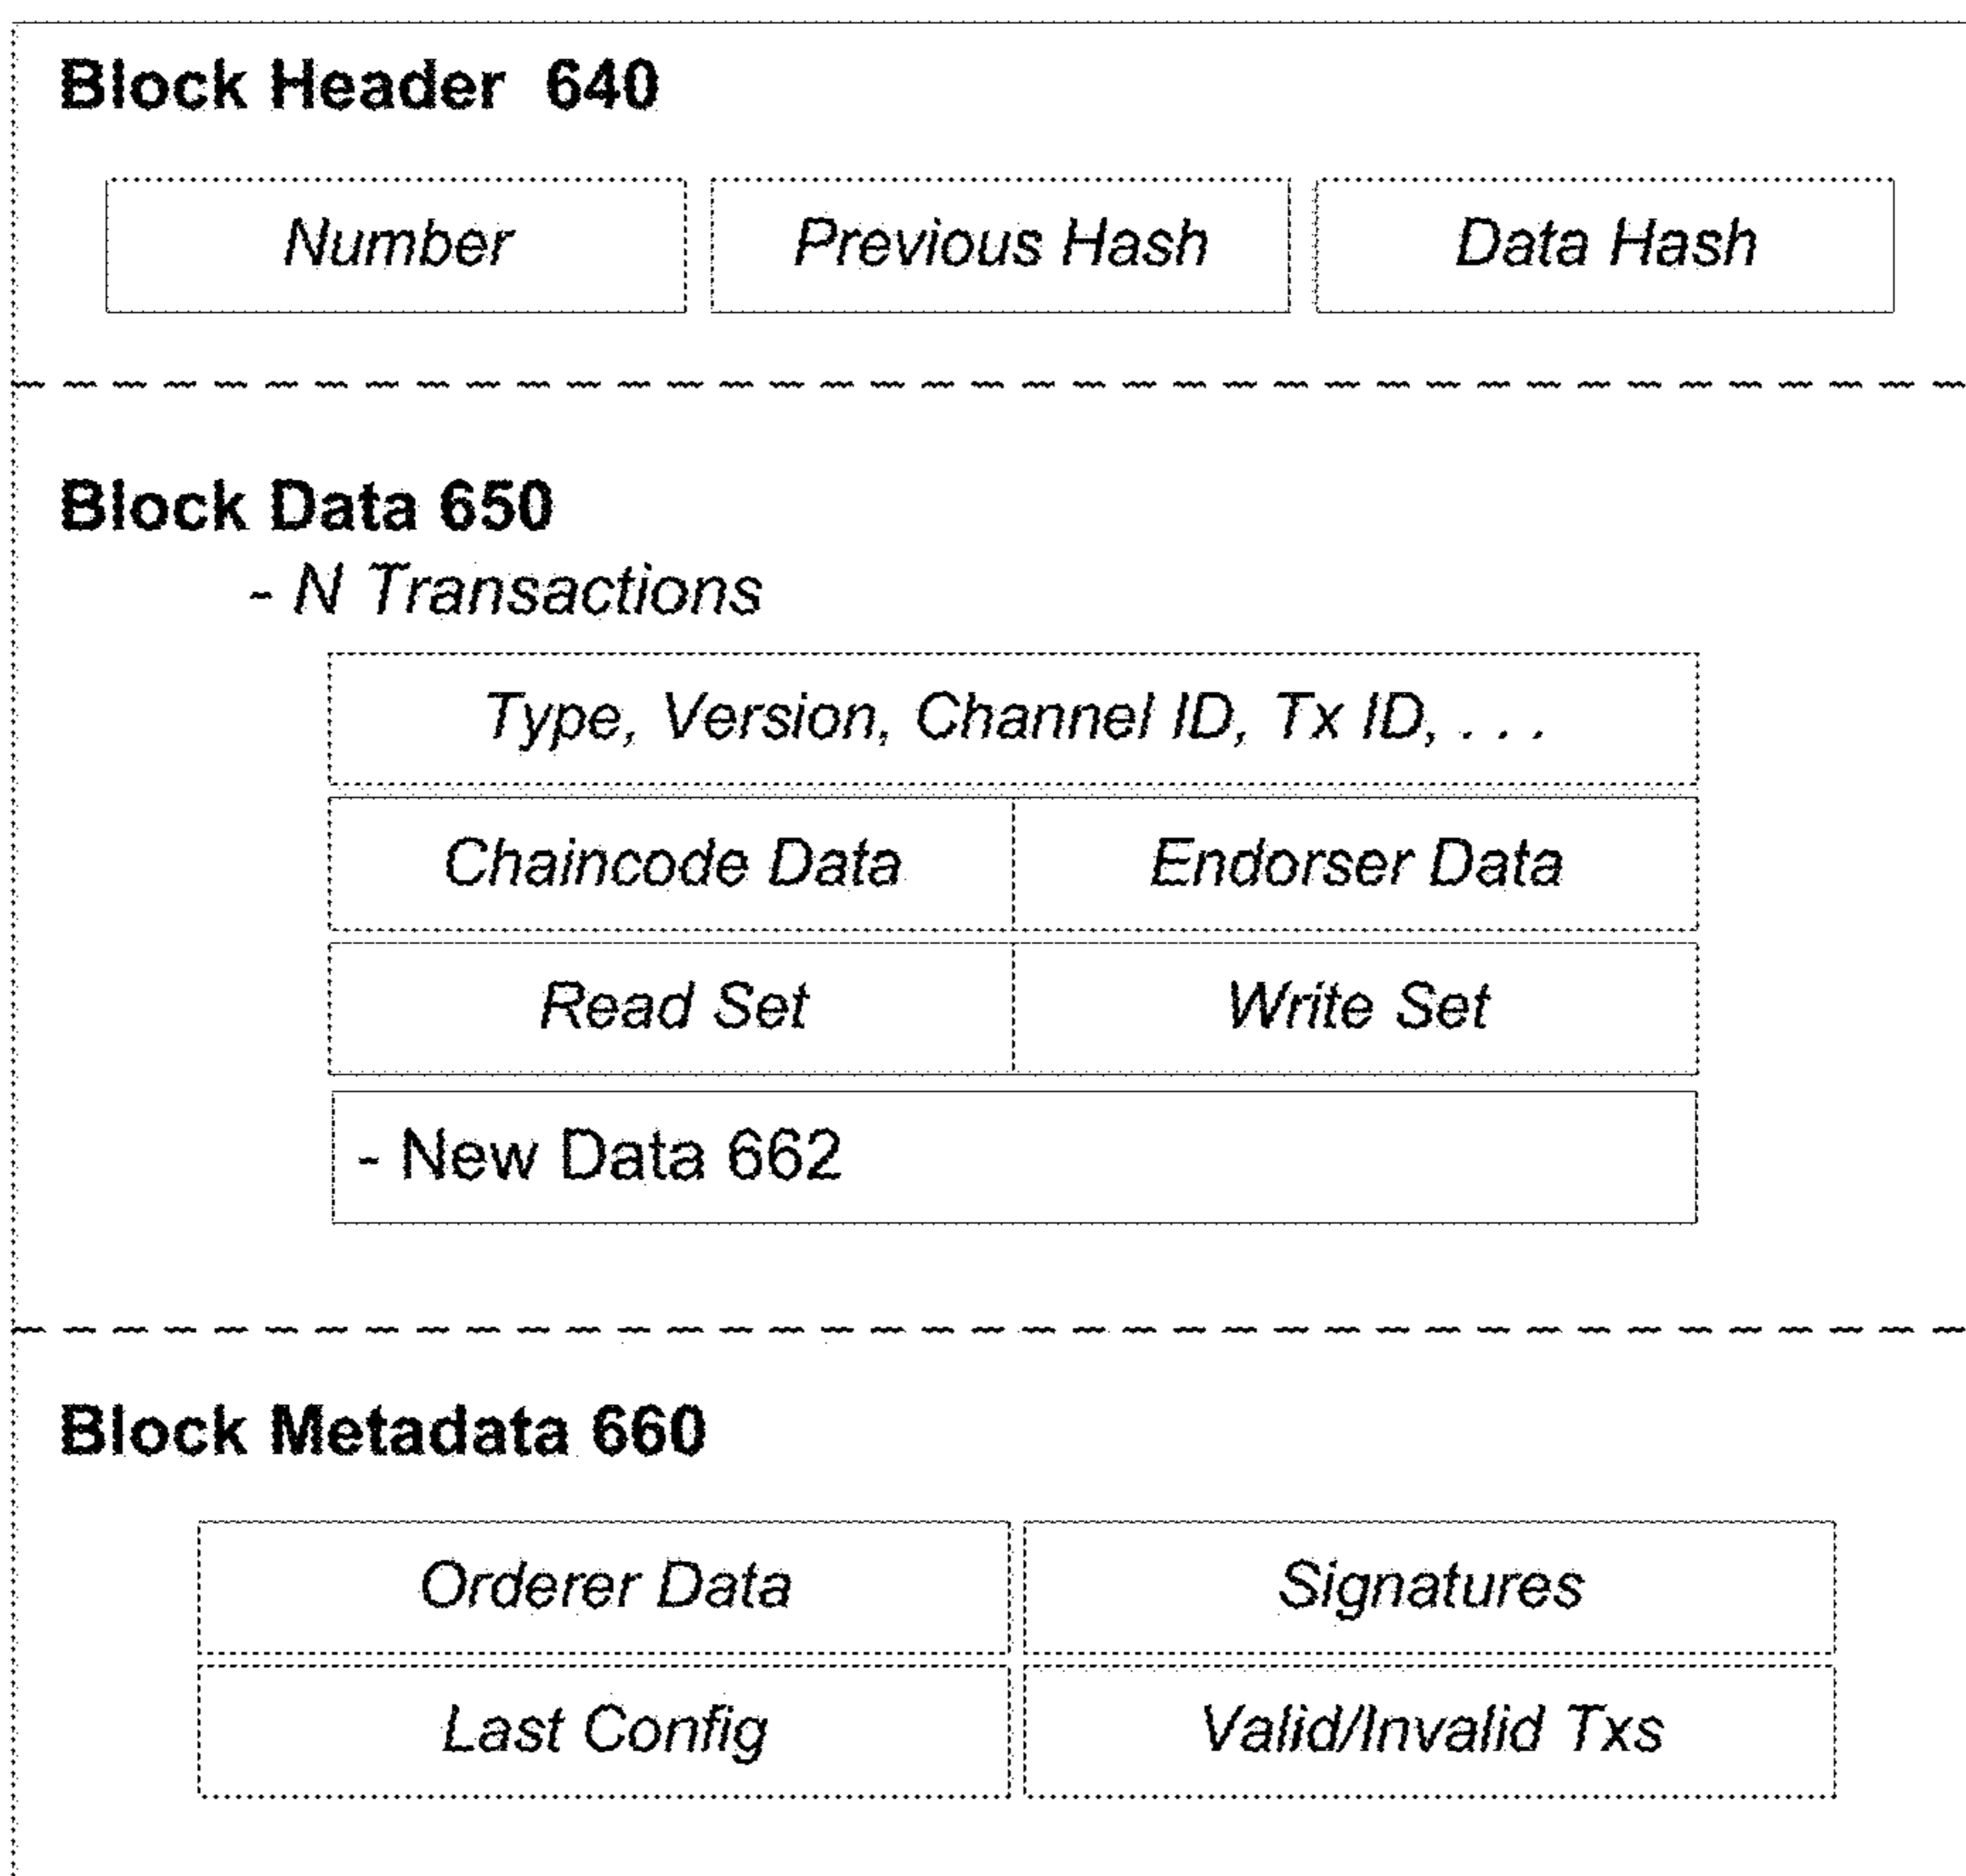 Block Header 640
Number Previous Hash Data Hash
Block Data 650
- N Transactions
Type, Version, Channel ID, Tx ID, . . .
Chaincode Data Endorser Data
Read Set Write Set
- New Data 662
Block Metadata 660
Orderer Data Signatures
Last Config Valid/Invalid Txs